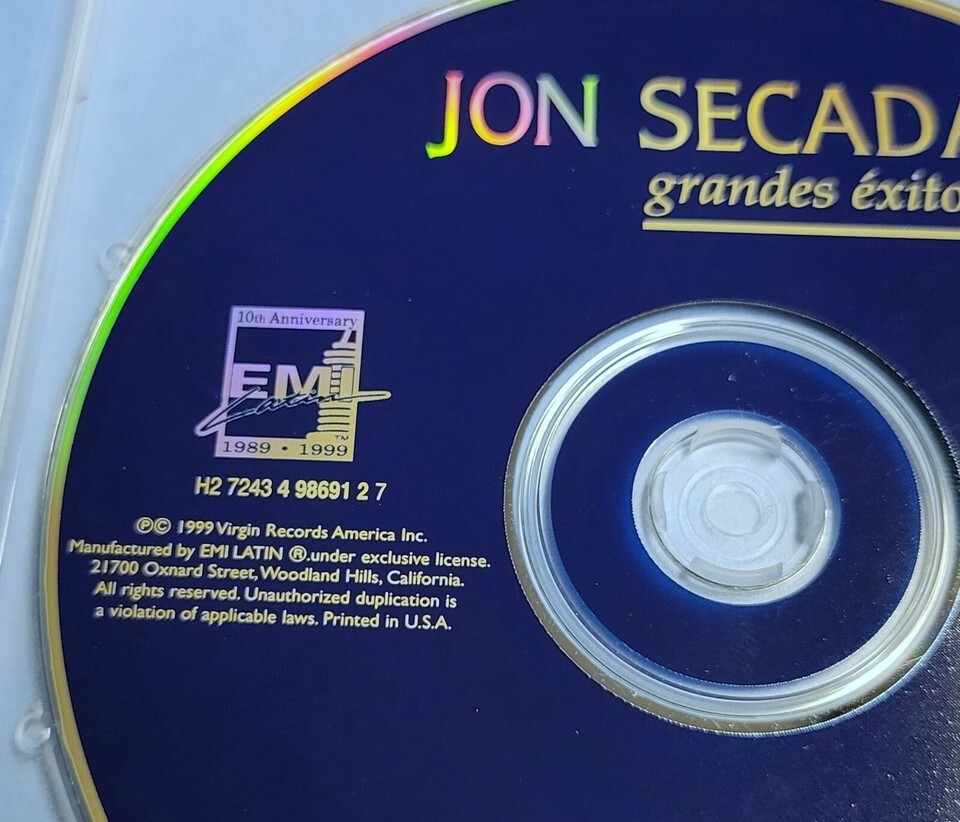 JON SECADA
grandes éxito
10th Anniversary
EMI
Latin
TM
1989 • 1999
H2 7243 4 98691 2 7
℗© 1999 Virgin Records America Inc.
Manufactured by EMI LATIN ®.under exclusive license.
21700 Oxnard Street, Woodland Hills, California.
All rights reserved. Unauthorized duplication is
a violation of applicable laws. Printed in U.S.A.